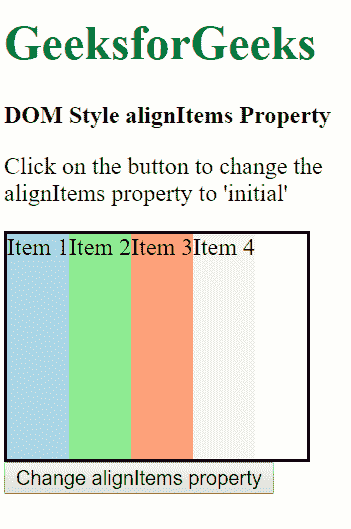 GeeksforGeeks
DOM Style alignItems Property
Click on the button to change the
alignItems property to 'initial'
Item 1 Item 2 Item 3 Item 4
Change alignItems property